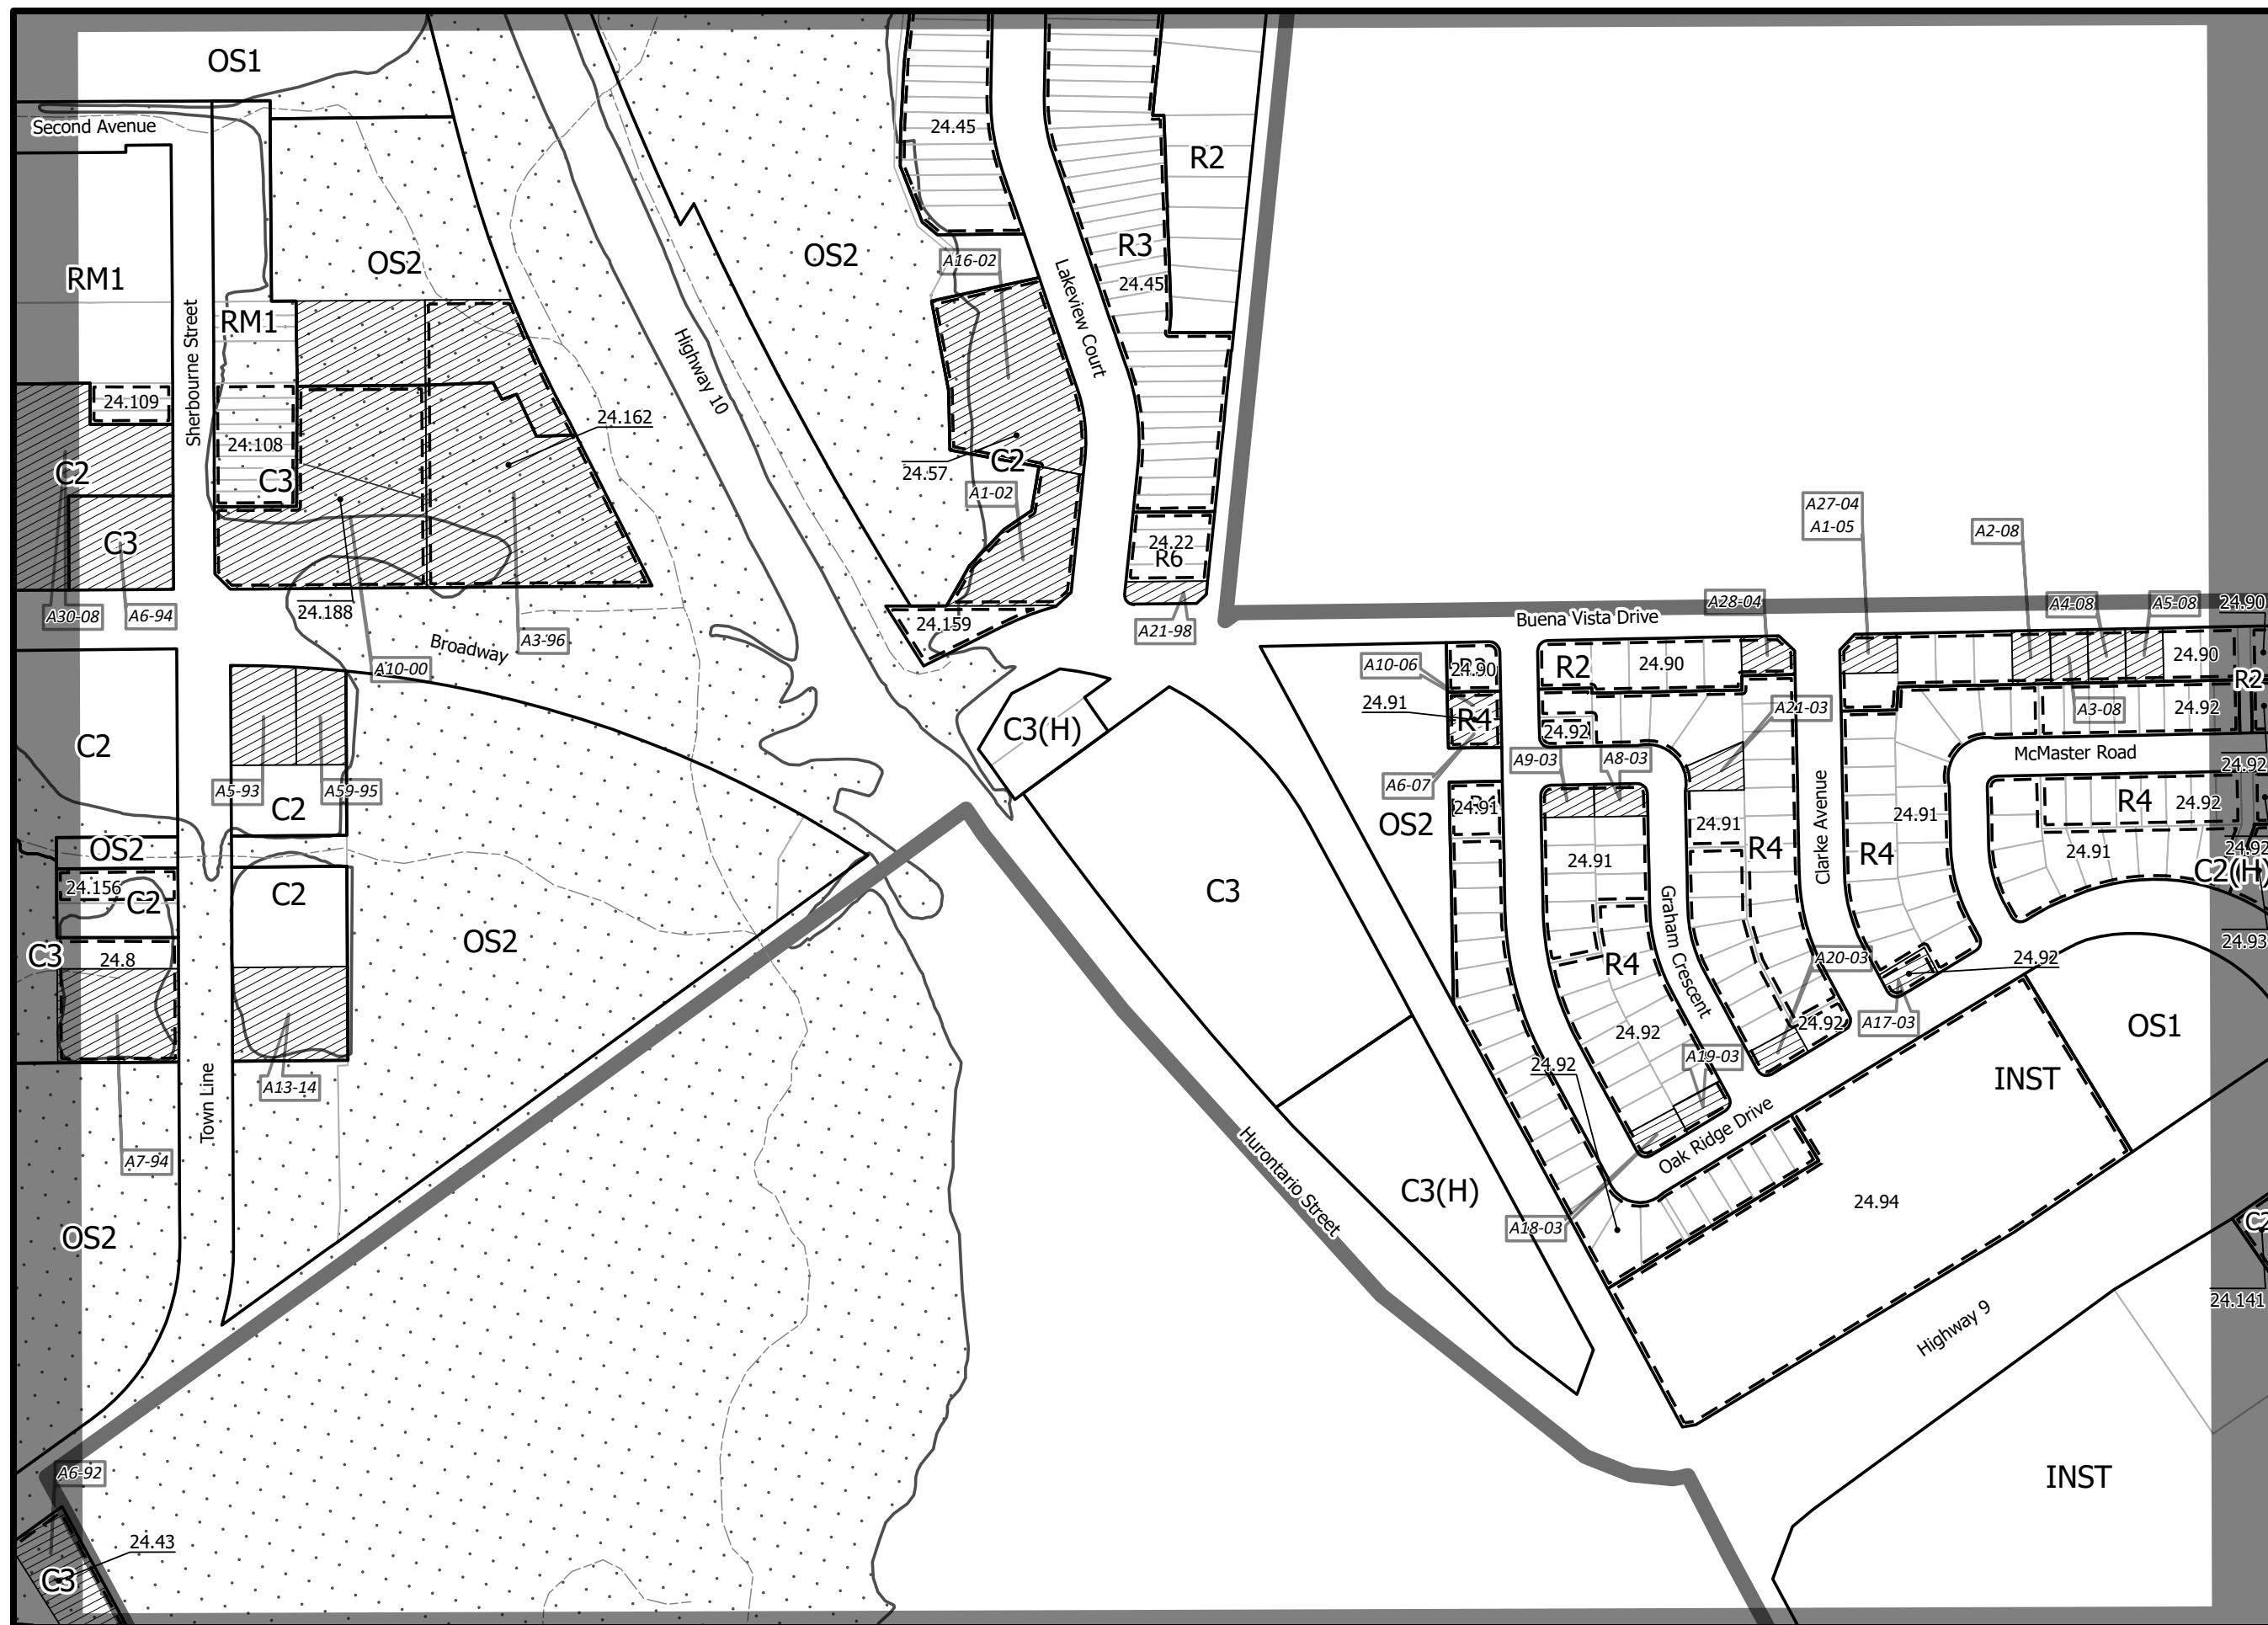 OS1
Second Avenue
24.45
R2
OS2
OS2
R3
A16-02
24.45
RM1
Sherbourne Street
RM1
Highway 10
Lakeview Court
24.109
24.162
24.108
C2
C3
24.57
C2
A1-02
A27-04
A1-05
A2-08
C3
24.22
R6
A30-08
A6-94
24.188
Broadway
A3-96
A10-00
24.159
A21-98
Buena Vista Drive
A28-04
A4-08
A5-08
24.90
A10-06
24.90
R2
24.90
24.90
R2
24.91
R4
24.92
A21-03
A3-08
24.92
C2
C3(H)
A9-03
A8-03
McMaster Road
24.92
A5-93
A59-95
A6-07
C2
24.91
OS2
24.91
R4
24.92
Clarke Avenue
24.91
OS2
24.91
R4
R4
24.91
24.92
C2(H)
24.156
C2
C2
C3
Graham Crescent
C3
24.8
OS2
R4
A20-03
24.92
24.93
24.92
24.92
A17-03
OS1
A19-03
24.92
INST
Town Line
A13-14
Oak Ridge Drive
A7-94
Hurontario Street
C3(H)
24.94
OS2
A18-03
24.141
Highway 9
A6-92
INST
24.43
C3